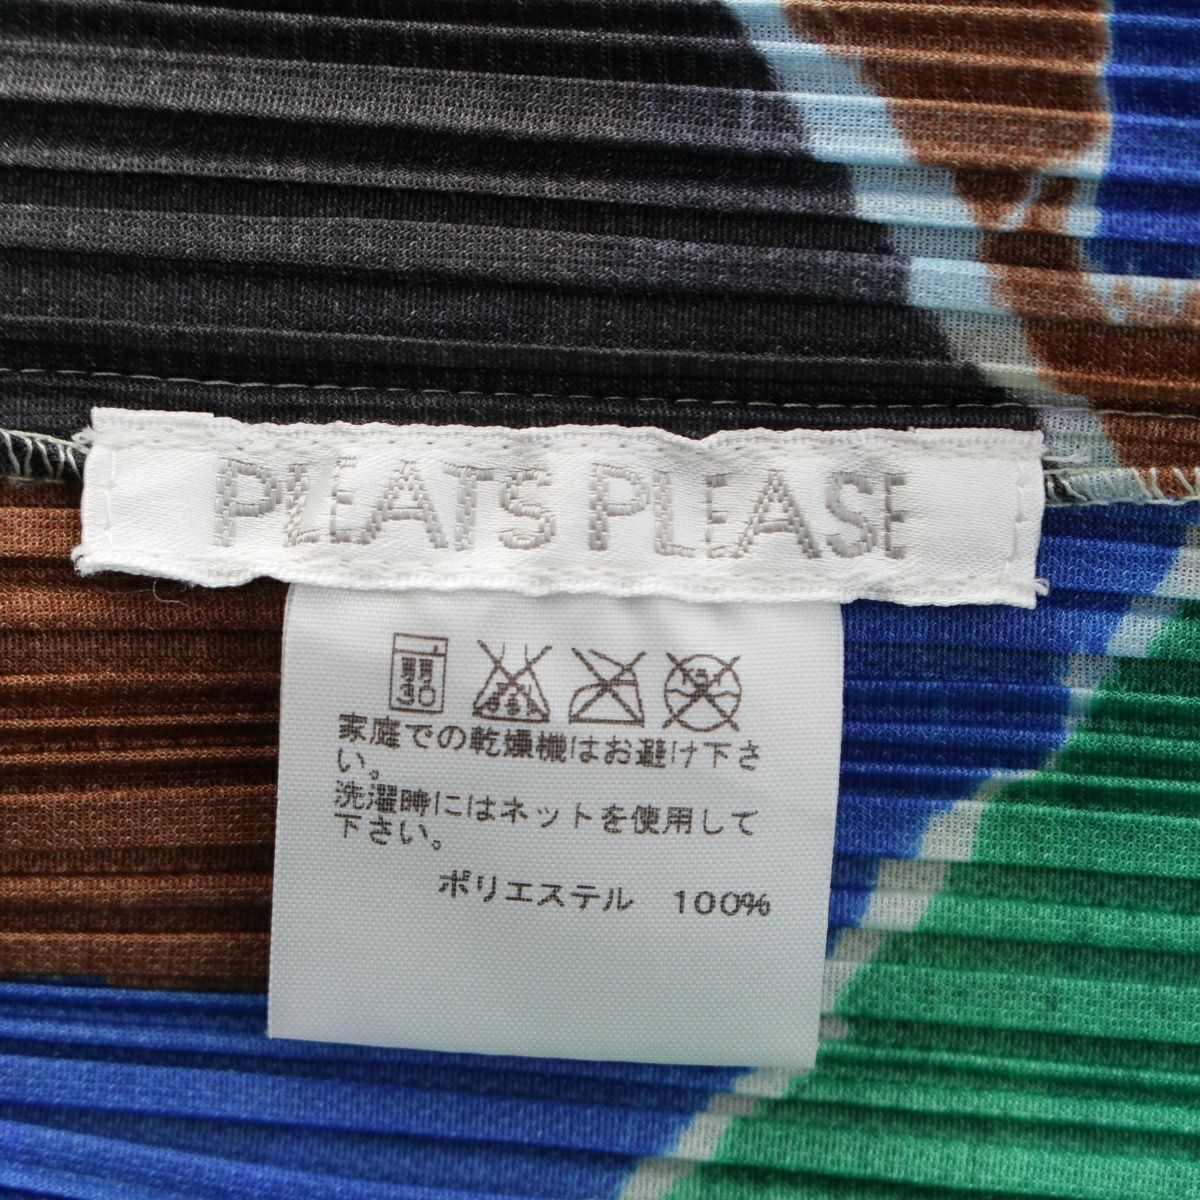 PLEATS PLEASE
30
家庭での乾燥機はお避け下さ
い。
洗濯時にはネットを使用して
下さい。
ポリエステル 100%